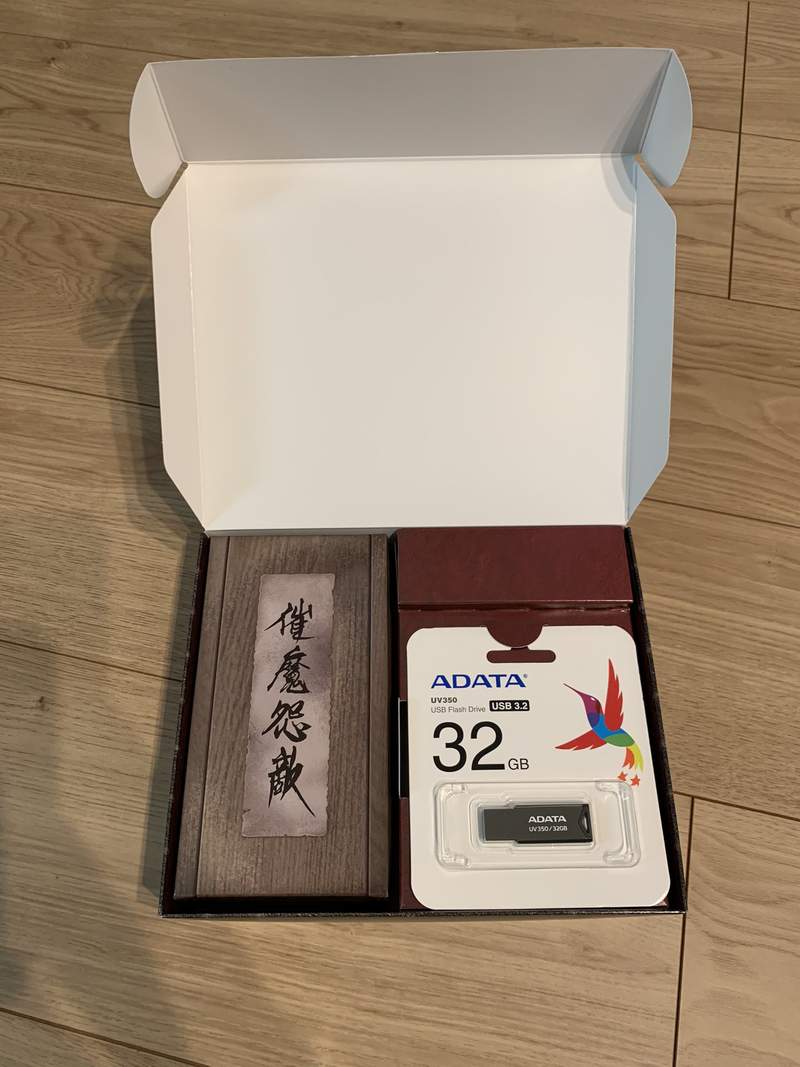 催魔怨敵
ADATA®
UV350
USB Flash Drive USB 3.2
32GB
ADATA
UV350/32GB